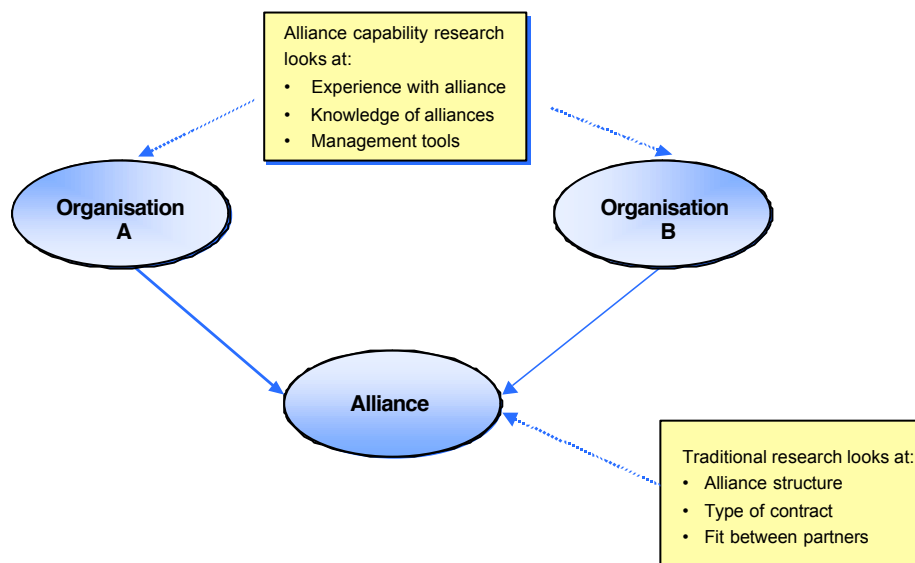 Alliance capability research
looks at:
• Experience with alliance
• Knowledge of alliances
• Management tools
Organisation
A
Organisation
B
Alliance
Traditional research looks at:
• Alliance structure
• Type of contract
• Fit between partners